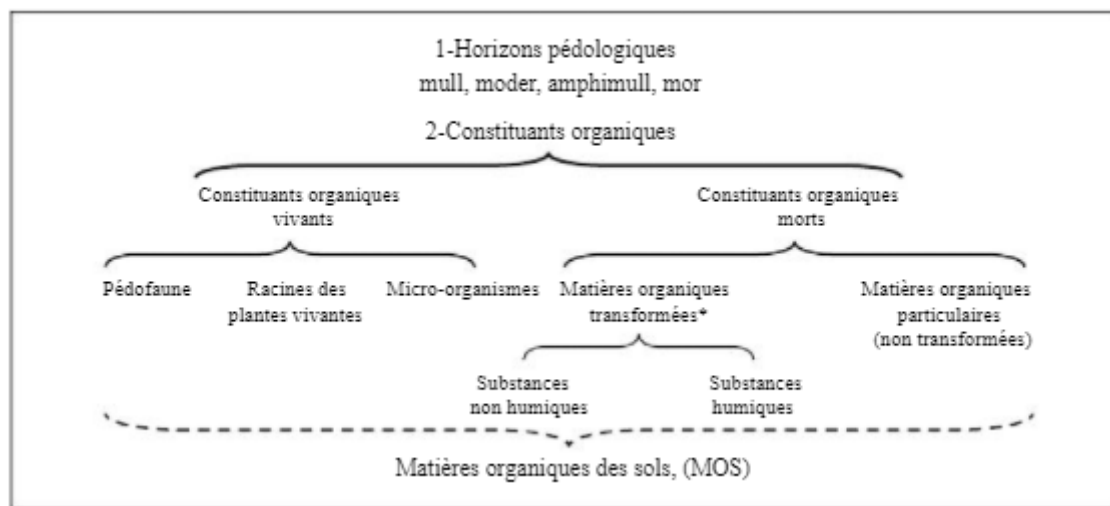 1-Horizons pédologiques
mull, moder, amphimull, mor
2-Constituants organiques
Constituants organiques
vivants
Constituants organiques
morts
Pédofaune
Racines des
plantes vivantes
Micro-organismes
Matières organiques
transformées*
Matières organiques
particulaires
(non transformées)
Substances
non humiques
Substances
humiques
Matières organiques des sols, (MOS)